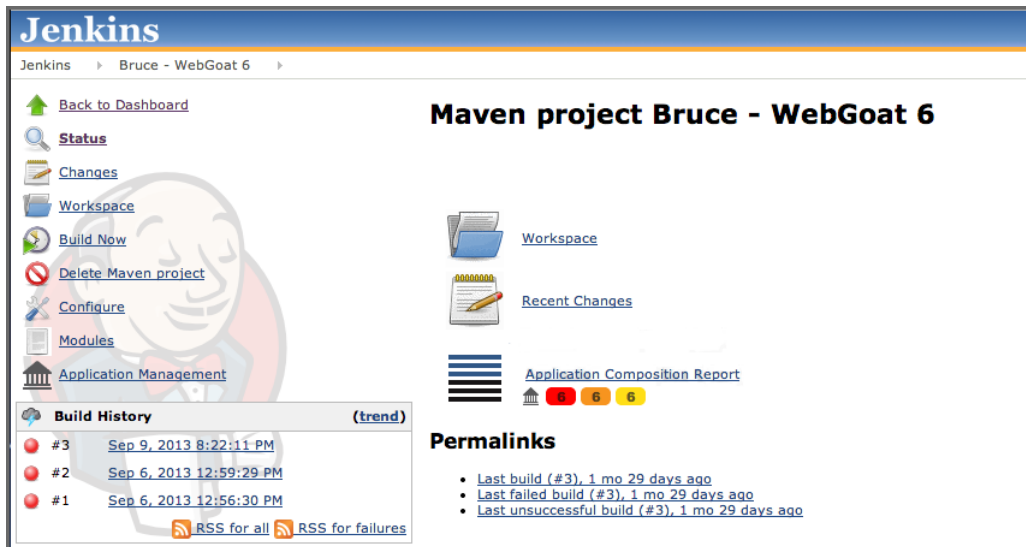 Jenkins
Jenkins Bruce - WebGoat 6
Back to Dashboard
Status
Changes
Workspace
Build Now
Delete Maven project
Configure
Modules
Application Management
Build History (trend)
#3 Sep 9, 2013 8:22:11 PM
#2 Sep 6, 2013 12:59:29 PM
#1 Sep 6, 2013 12:56:30 PM
RSS for all RSS for failures
Maven project Bruce - WebGoat 6
Workspace
Recent Changes
Application Composition Report
6 6 6
Permalinks
Last build (#3), 1 mo 29 days ago
Last failed build (#3), 1 mo 29 days ago
Last unsuccessful build (#3), 1 mo 29 days ago